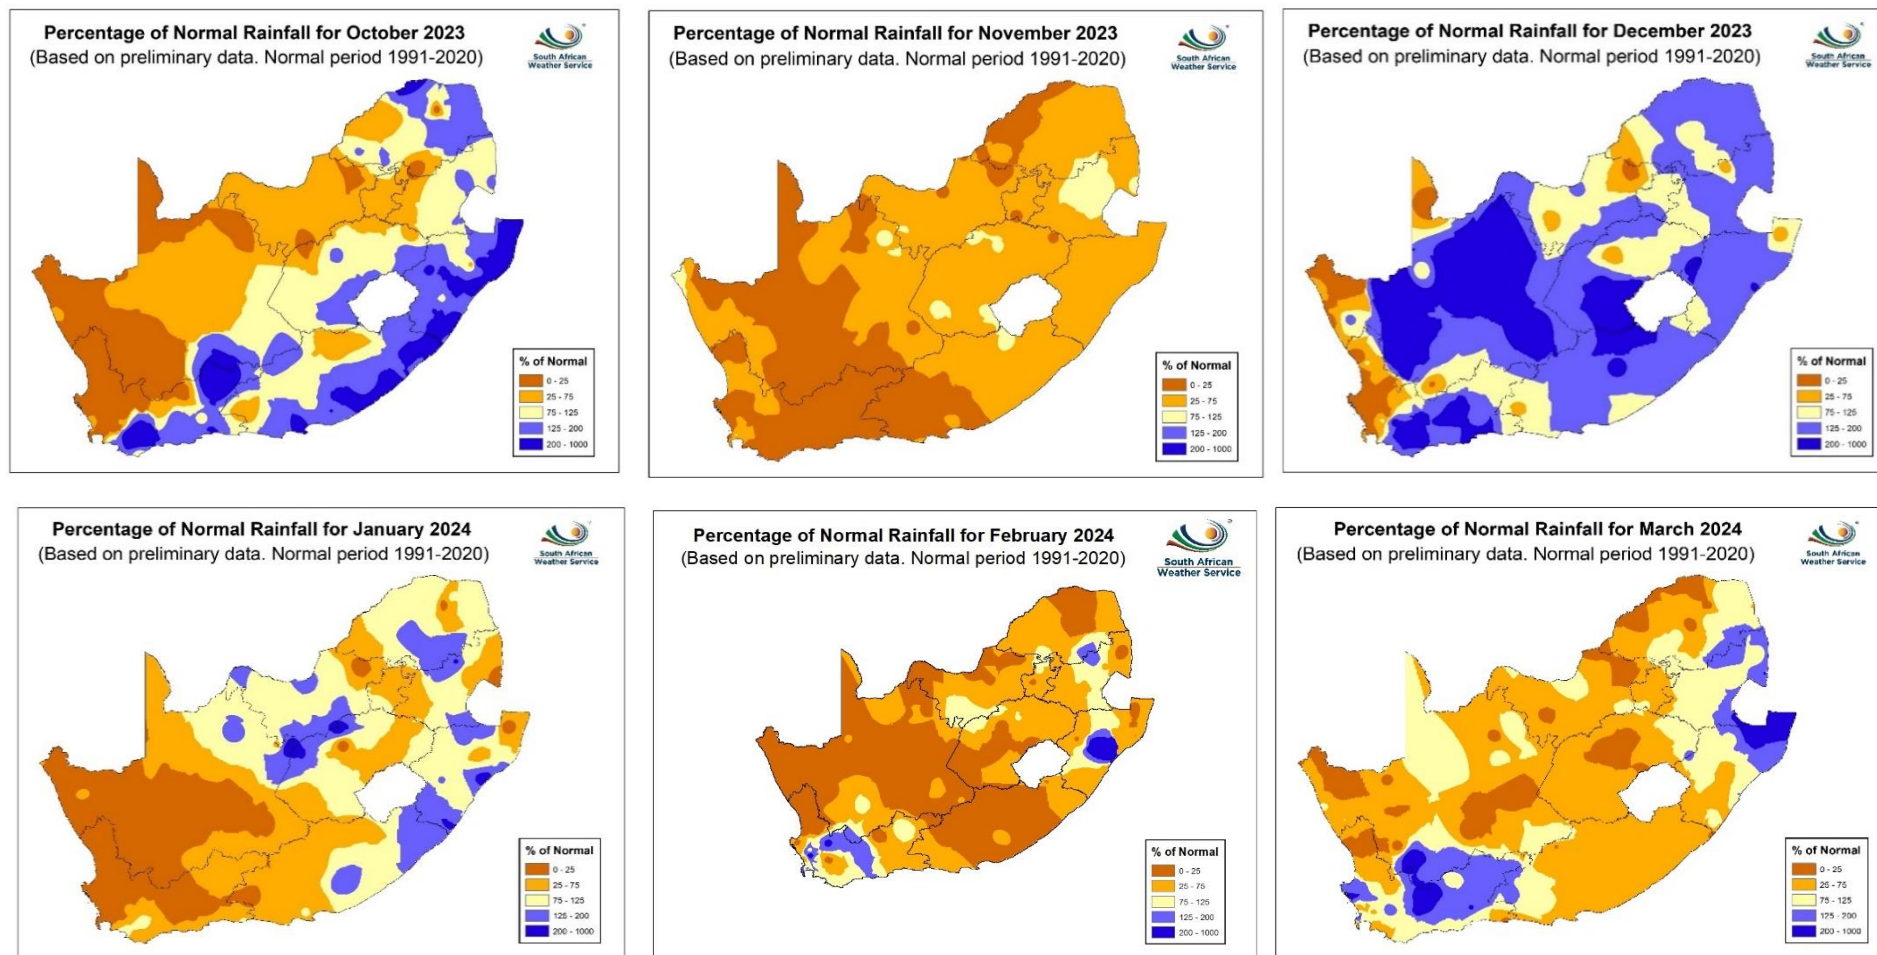 Percentage of Normal Rainfall for October 2023
(Based on preliminary data. Normal period 1991-2020)
South African
Weather Service
% of Normal
0 - 25
25 - 75
75 - 125
125 - 200
200 - 1000
Percentage of Normal Rainfall for November 2023
(Based on preliminary data. Normal period 1991-2020)
South African
Weather Service
% of Normal
0 - 25
25 - 75
75 - 125
125 - 200
200 - 1000
Percentage of Normal Rainfall for December 2023
(Based on preliminary data. Normal period 1991-2020)
South African
Weather Service
% of Normal
0 - 25
25 - 75
75 - 125
125 - 200
200 - 1000
Percentage of Normal Rainfall for January 2024
(Based on preliminary data. Normal period 1991-2020)
South African
Weather Service
% of Normal
0 - 25
25 - 75
75 - 125
125 - 200
200 - 1000
Percentage of Normal Rainfall for February 2024
(Based on preliminary data. Normal period 1991-2020)
South African
Weather Service
% of Normal
0 - 25
25 - 75
75 - 125
125 - 200
200 - 1000
Percentage of Normal Rainfall for March 2024
(Based on preliminary data. Normal period 1991-2020)
South African
Weather Service
% of Normal
0 - 25
25 - 75
75 - 125
125 - 200
200 - 1000